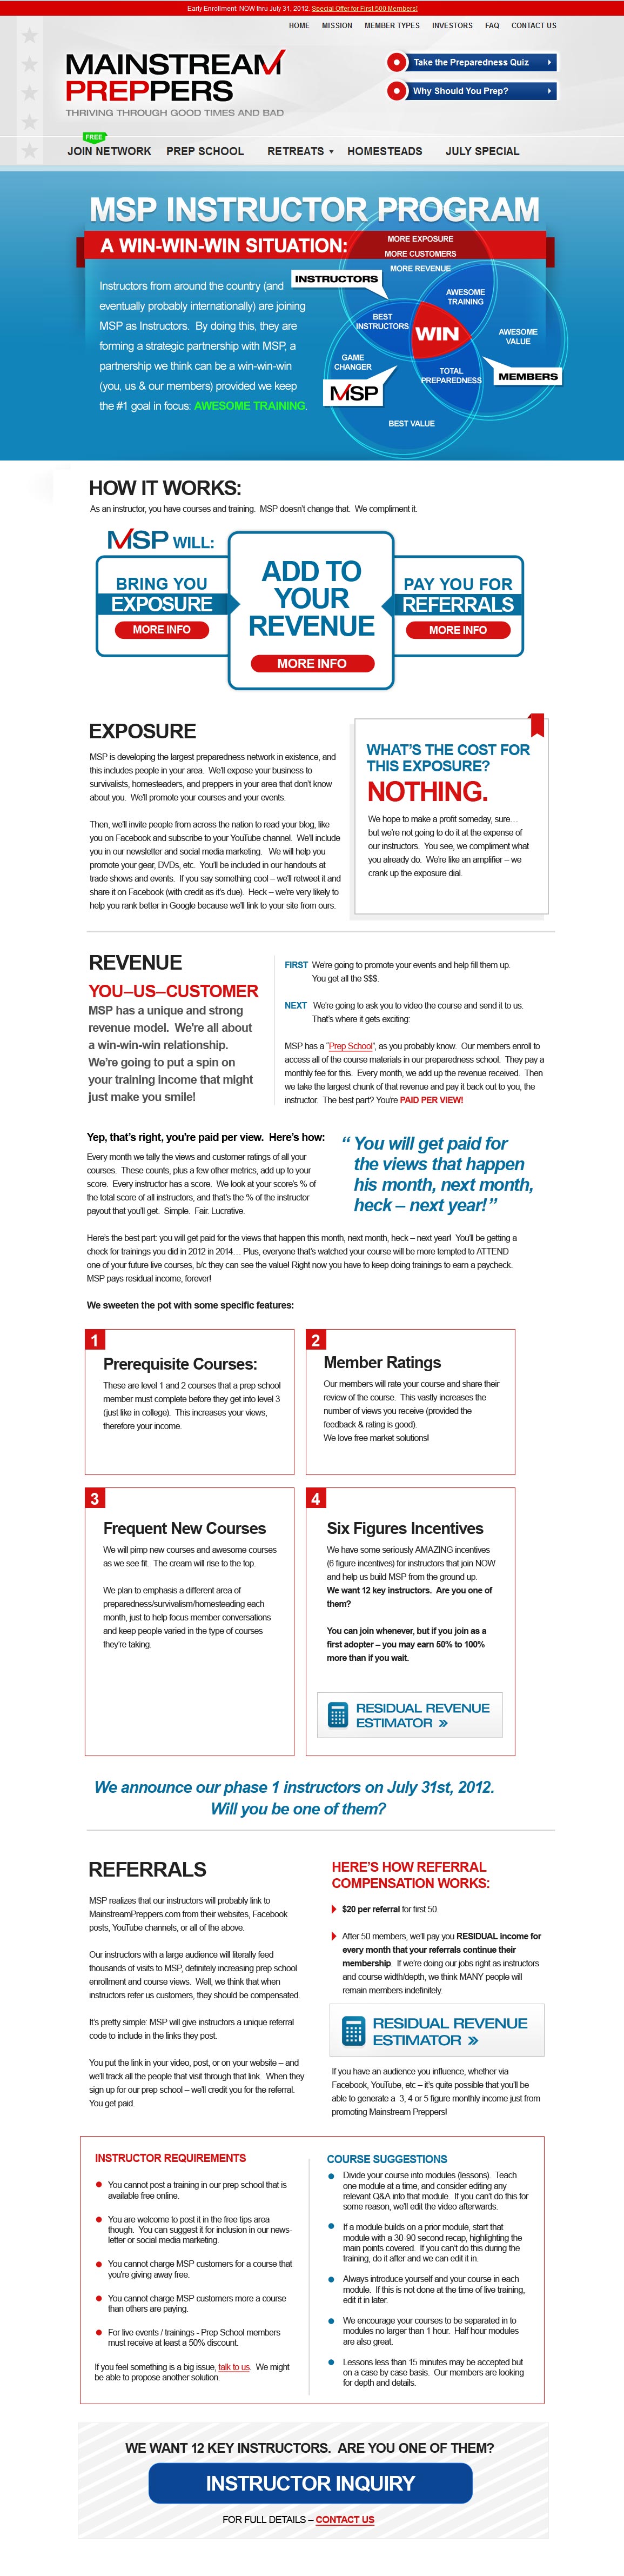 Early Enrollment: NOW thru July 31, 2012. Special Offer for First 500 Members!
HOME MISSION MEMBER TYPES INVESTORS FAQ CONTACT US
MAINSTREAM
PREPPERS
THRIVING THROUGH GOOD TIMES AND BAD
Take the Preparedness Quiz
Why Should You Prep?
FREE
JOIN NETWORK PREP SCHOOL RETREATS HOMESTEADS JULY SPECIAL
MSP INSTRUCTOR PROGRAM
A WIN-WIN-WIN SITUATION:
Instructors from around the country (and
eventually probably internationally) are joining
MSP as Instructors. By doing this, they are
forming a strategic partnership with MSP, a
partnership we think can be a win-win-win
(you, us & our members) provided we keep
the #1 goal in focus: AWESOME TRAINING.
MORE EXPOSURE
MORE CUSTOMERS
MORE REVENUE
INSTRUCTORS
AWESOME
TRAINING
BEST
INSTRUCTORS
WIN
AWESOME
VALUE
GAME
CHANGER
TOTAL
PREPAREDNESS
MEMBERS
MSP
BEST VALUE
HOW IT WORKS:
As an instructor, you have courses and training. MSP doesn't change that. We compliment it.
MSP WILL:
BRING YOU
EXPOSURE
MORE INFO
ADD TO
YOUR
REVENUE
MORE INFO
PAY YOU FOR
REFERRALS
MORE INFO
EXPOSURE
MSP is developing the largest preparedness network in existence, and
this includes people in your area. We'll expose your business to
survivalists, homesteaders, and preppers in your area that don't know
about you. We'll promote your courses and your events.
Then, we'll invite people from across the nation to read your blog, like
you on Facebook and subscribe to your YouTube channel. We'll include
you in our newsletter and social media marketing. We will help you
promote your gear, DVDs, etc. You'll be included in our handouts at
trade shows and events. If you say something cool – we'll retweet it and
share it on Facebook (with credit as it's due). Heck – we're very likely to
help you rank better in Google because we'll link to your site from ours.
WHAT'S THE COST FOR
THIS EXPOSURE?
NOTHING.
We hope to make a profit someday, sure…
but we're not going to do it at the expense of
our instructors. You see, we compliment what
you already do. We're like an amplifier – we
crank up the exposure dial.
REVENUE
YOU–US–CUSTOMER
MSP has a unique and strong
revenue model. We're all about
a win-win-win relationship.
We're going to put a spin on
your training income that might
just make you smile!
FIRST We're going to promote your events and help fill them up.
You get all the $$$.
NEXT We're going to ask you to video the course and send it to us.
That's where it gets exciting:
MSP has a "Prep School", as you probably know. Our members enroll to
access all of the course materials in our preparedness school. They pay a
monthly fee for this. Every month, we add up the revenue received. Then
we take the largest chunk of that revenue and pay it back out to you, the
instructor. The best part? You're PAID PER VIEW!
Yep, that's right, you're paid per view. Here's how:
Every month we tally the views and customer ratings of all your
courses. These counts, plus a few other metrics, add up to your
score. Every instructor has a score. We look at your score's % of
the total score of all instructors, and that's the % of the instructor
payout that you'll get. Simple. Fair. Lucrative.
“ You will get paid for
the views that happen
his month, next month,
heck – next year!”
Here's the best part: you will get paid for the views that happen this month, next month, heck – next year! You'll be getting a
check for trainings you did in 2012 in 2014… Plus, everyone that's watched your course will be more tempted to ATTEND
one of your future live courses, b/c they can see the value! Right now you have to keep doing trainings to earn a paycheck.
MSP pays residual income, forever!
We sweeten the pot with some specific features:
1
Prerequisite Courses:
These are level 1 and 2 courses that a prep school
member must complete before they get into level 3
(just like in college). This increases your views,
therefore your income.
2
Member Ratings
Our members will rate your course and share their
review of the course. This vastly increases the
number of views you receive (provided the
feedback & rating is good).
We love free market solutions!
3
Frequent New Courses
We will pimp new courses and awesome courses
as we see fit. The cream will rise to the top.
We plan to emphasis a different area of
preparedness/survivalism/homesteading each
month, just to help focus member conversations
and keep people varied in the type of courses
they're taking.
4
Six Figures Incentives
We have some seriously AMAZING incentives
(6 figure incentives) for instructors that join NOW
and help us build MSP from the ground up.
We want 12 key instructors. Are you one of
them?
You can join whenever, but if you join as a
first adopter – you may earn 50% to 100%
more than if you wait.
RESIDUAL REVENUE
ESTIMATOR »
We announce our phase 1 instructors on July 31st, 2012.
Will you be one of them?
REFERRALS
MSP realizes that our instructors will probably link to
MainstreamPreppers.com from their websites, Facebook
posts, YouTube channels, or all of the above.
Our instructors with a large audience will literally feed
thousands of visits to MSP, definitely increasing prep school
enrollment and course views. Well, we think that when
instructors refer us customers, they should be compensated.
It's pretty simple: MSP will give instructors a unique referral
code to include in the links they post.
You put the link in your video, post, or on your website – and
we'll track all the people that visit through that link. When they
sign up for our prep school – we'll credit you for the referral.
You get paid.
HERE'S HOW REFERRAL
COMPENSATION WORKS:
$20 per referral for first 50.
After 50 members, we'll pay you RESIDUAL income for
every month that your referrals continue their
membership. If we're doing our jobs right as instructors
and course width/depth, we think MANY people will
remain members indefinitely.
RESIDUAL REVENUE
ESTIMATOR »
If you have an audience you influence, whether via
Facebook, YouTube, etc – it's quite possible that you'll be
able to generate a 3, 4 or 5 figure monthly income just from
promoting Mainstream Preppers!
INSTRUCTOR REQUIREMENTS
You cannot post a training in our prep school that is
available free online.
You are welcome to post it in the free tips area
though. You can suggest it for inclusion in our news-
letter or social media marketing.
You cannot charge MSP customers for a course that
you're giving away free.
You cannot charge MSP customers more a course
than others are paying.
For live events / trainings - Prep School members
must receive at least a 50% discount.
If you feel something is a big issue, talk to us. We might
be able to propose another solution.
COURSE SUGGESTIONS
Divide your course into modules (lessons). Teach
one module at a time, and consider editing any
relevant Q&A into that module. If you can't do this for
some reason, we'll edit the video afterwards.
If a module builds on a prior module, start that
module with a 30-90 second recap, highlighting the
main points covered. If you can't do this during the
training, do it after and we can edit it in.
Always introduce yourself and your course in each
module. If this is not done at the time of live training,
edit it in later.
We encourage your courses to be separated in to
modules no larger than 1 hour. Half hour modules
are also great.
Lessons less than 15 minutes may be accepted but
on a case by case basis. Our members are looking
for depth and details.
WE WANT 12 KEY INSTRUCTORS. ARE YOU ONE OF THEM?
INSTRUCTOR INQUIRY
FOR FULL DETAILS – CONTACT US